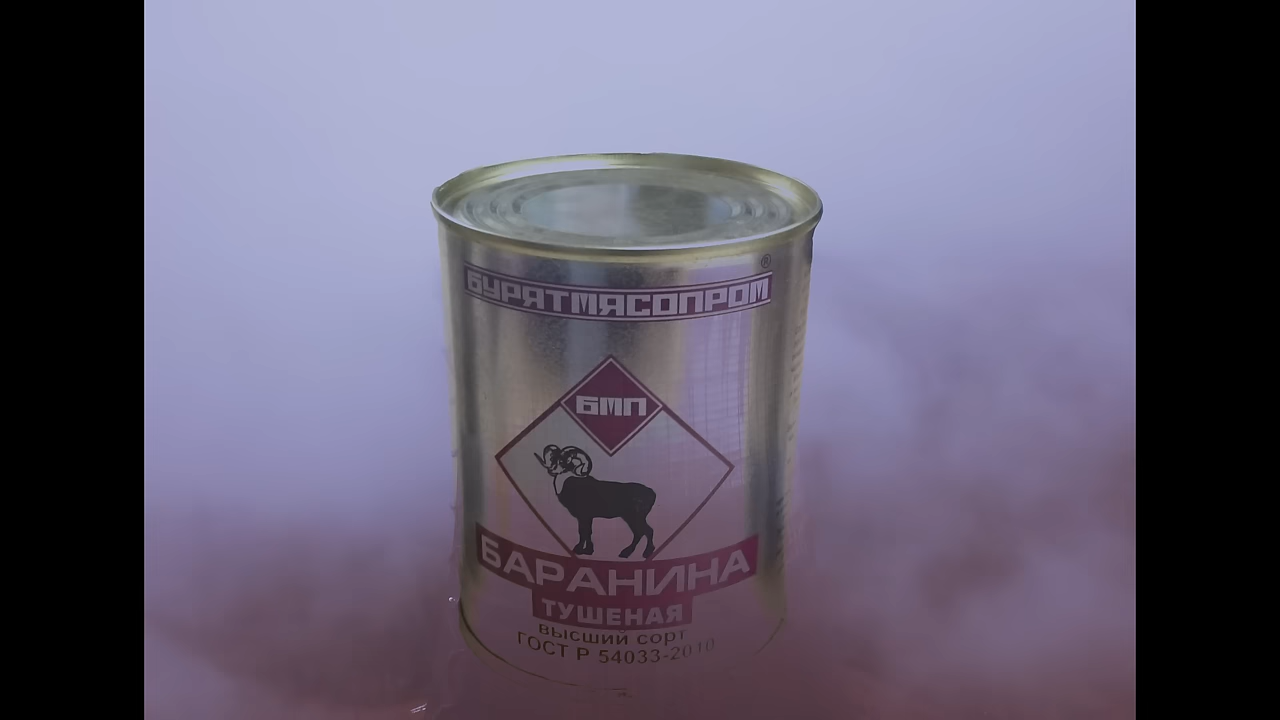 БУРЯТМЯСОПРОМ ®
БМП
БАРАНИНА
ТУШЕНАЯ
ВЫСШИЙ СОРТ
ГОСТ Р 54033-2010